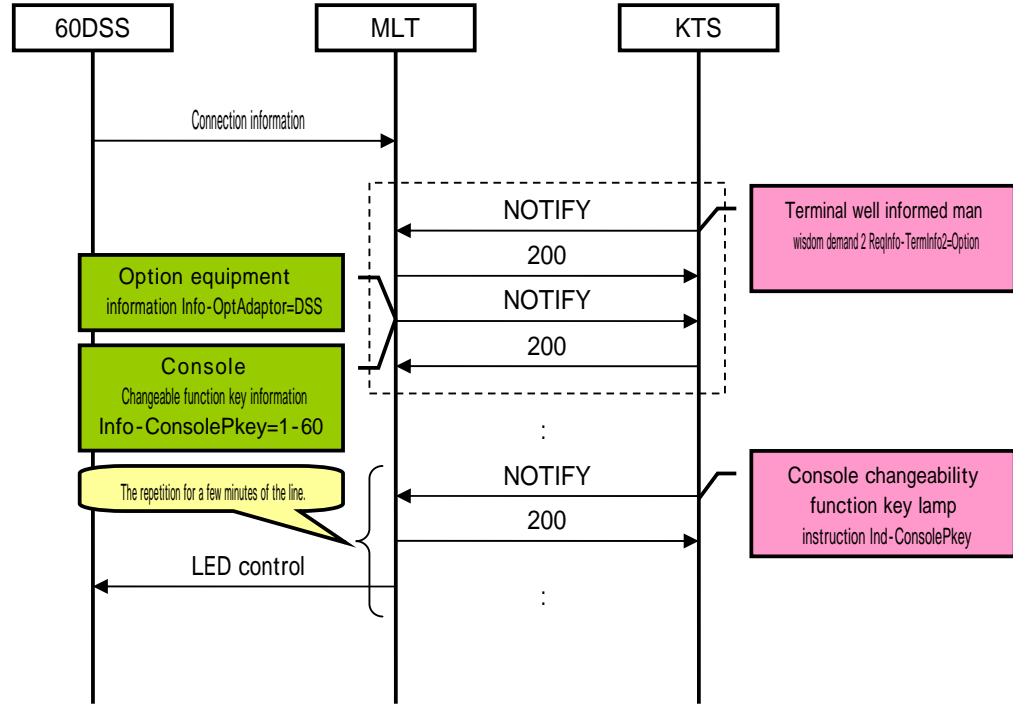 60DSS
MLT
KTS
Connection information
NOTIFY
Terminal well informed man
wisdom demand 2 ReqInfo-TermInfo2=Option
200
Option equipment
information Info-OptAdaptor=DSS
NOTIFY
200
Console
Changeable function key information
Info-ConsolePkey=1-60
:
NOTIFY
Console changeability
function key lamp
instruction Ind-ConsolePkey
The repetition for a few minutes of the line.
200
LED control
: